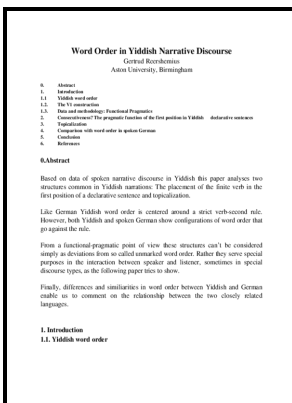 Word Order in Yiddish Narrative Discourse
Gertrud Reershemius
Aston University, Birmingham
0. Abstract
1. Introduction
1.1 Yiddish word order
1.2. The V1 construction
1.3. Data and methodology: Functional Pragmatics
2. Consecutiveness? The pragmatic function of the first position in Yiddish declarative sentences
3. Topicalization
4. Comparison with word order in spoken German
5. Conclusion
6. References
0.Abstract
Based on data of spoken narrative discourse in Yiddish this paper analyses two
structures common in Yiddish narrations: The placement of the finite verb in the
first position of a declarative sentence and topicalization.
Like German Yiddish word order is centered around a strict verb-second rule.
However, both Yiddish and spoken German show configurations of word order that
go against the rule.
From a functional-pragmatic point of view these structures can't be considered
simply as deviations from so called unmarked word order. Rather they serve special
purposes in the interaction between speaker and listener, sometimes in special
discourse types, as the following paper tries to show.
Finally, differences and similiarities in word order between Yiddish and German
enable us to comment on the relationship between the two closely related
languages.
1. Introduction
1.1. Yiddish word order